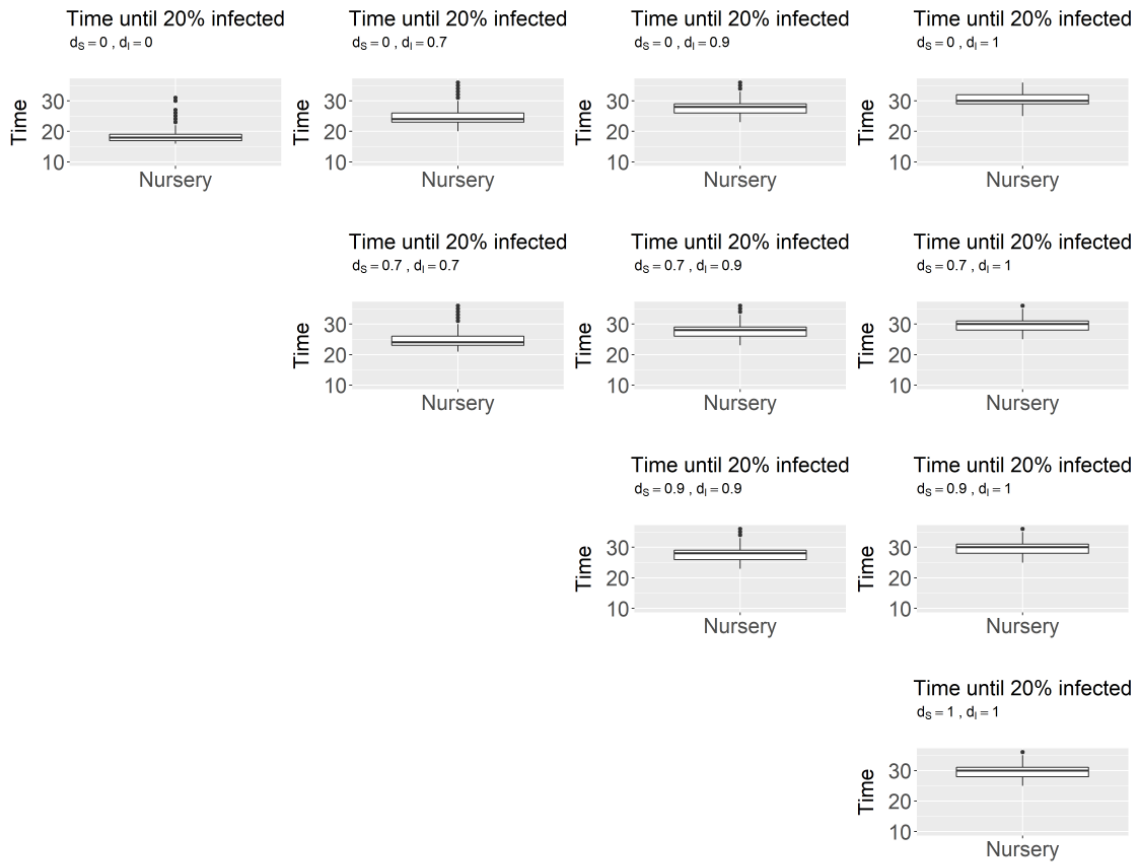 Time until 20% infected
d_S = 0 , d_I = 0
Time
30
20
10
Nursery
Time until 20% infected
d_S = 0 , d_I = 0.7
Time
30
20
10
Nursery
Time until 20% infected
d_S = 0 , d_I = 0.9
Time
30
20
10
Nursery
Time until 20% infected
d_S = 0 , d_I = 1
Time
30
20
10
Nursery
Time until 20% infected
d_S = 0.7 , d_I = 0.7
Time
30
20
10
Nursery
Time until 20% infected
d_S = 0.7 , d_I = 0.9
Time
30
20
10
Nursery
Time until 20% infected
d_S = 0.7 , d_I = 1
Time
30
20
10
Nursery
Time until 20% infected
d_S = 0.9 , d_I = 0.9
Time
30
20
10
Nursery
Time until 20% infected
d_S = 0.9 , d_I = 1
Time
30
20
10
Nursery
Time until 20% infected
d_S = 1 , d_I = 1
Time
30
20
10
Nursery